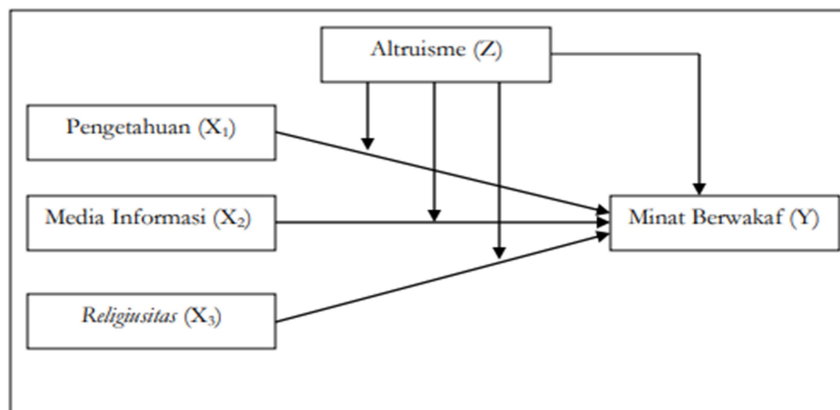 Altruisme (Z)
Pengetahuan (X₁)
Media Informasi (X₂)
Minat Berwakaf (Y)
Religiusitas (X₃)